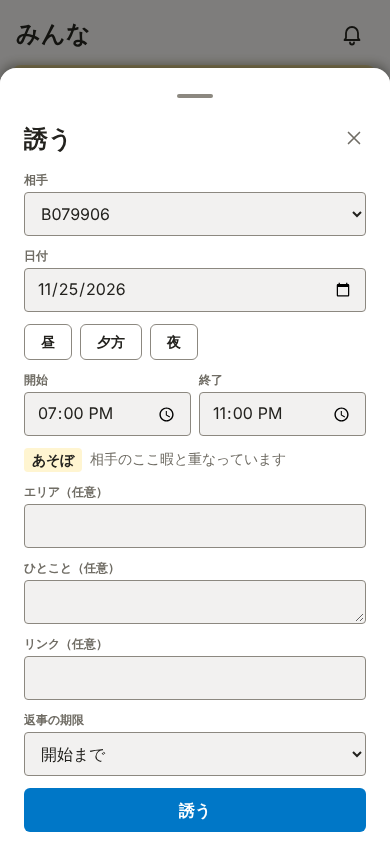 みんな
誘う
相手
B079906
日付
11/25/2026
昼 夕方 夜
開始 終了
07:00 PM 11:00 PM
あそぼ 相手のここ暇と重なっています
エリア（任意）
ひとこと（任意）
リンク（任意）
返事の期限
開始まで
誘う